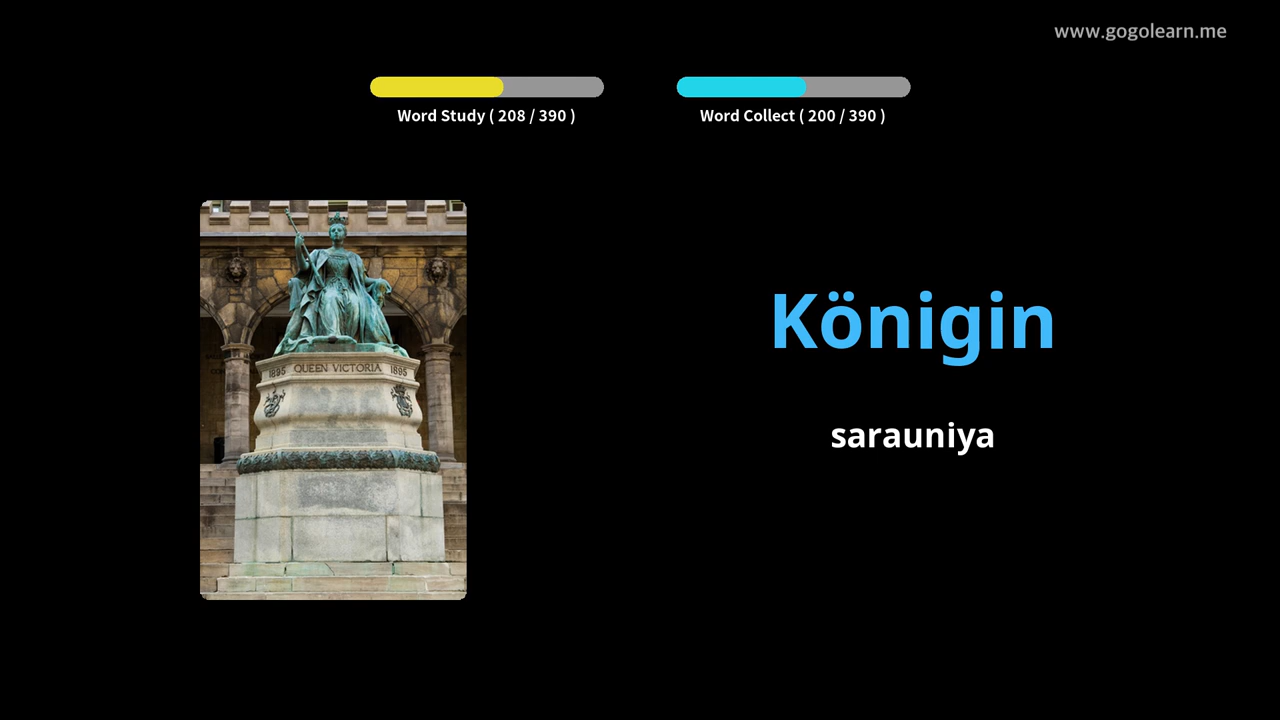 www.gogolearn.me
Word Study ( 208 / 390 )
Word Collect ( 200 / 390 )
1895 QUEEN VICTORIA 1895
Königin
sarauniya